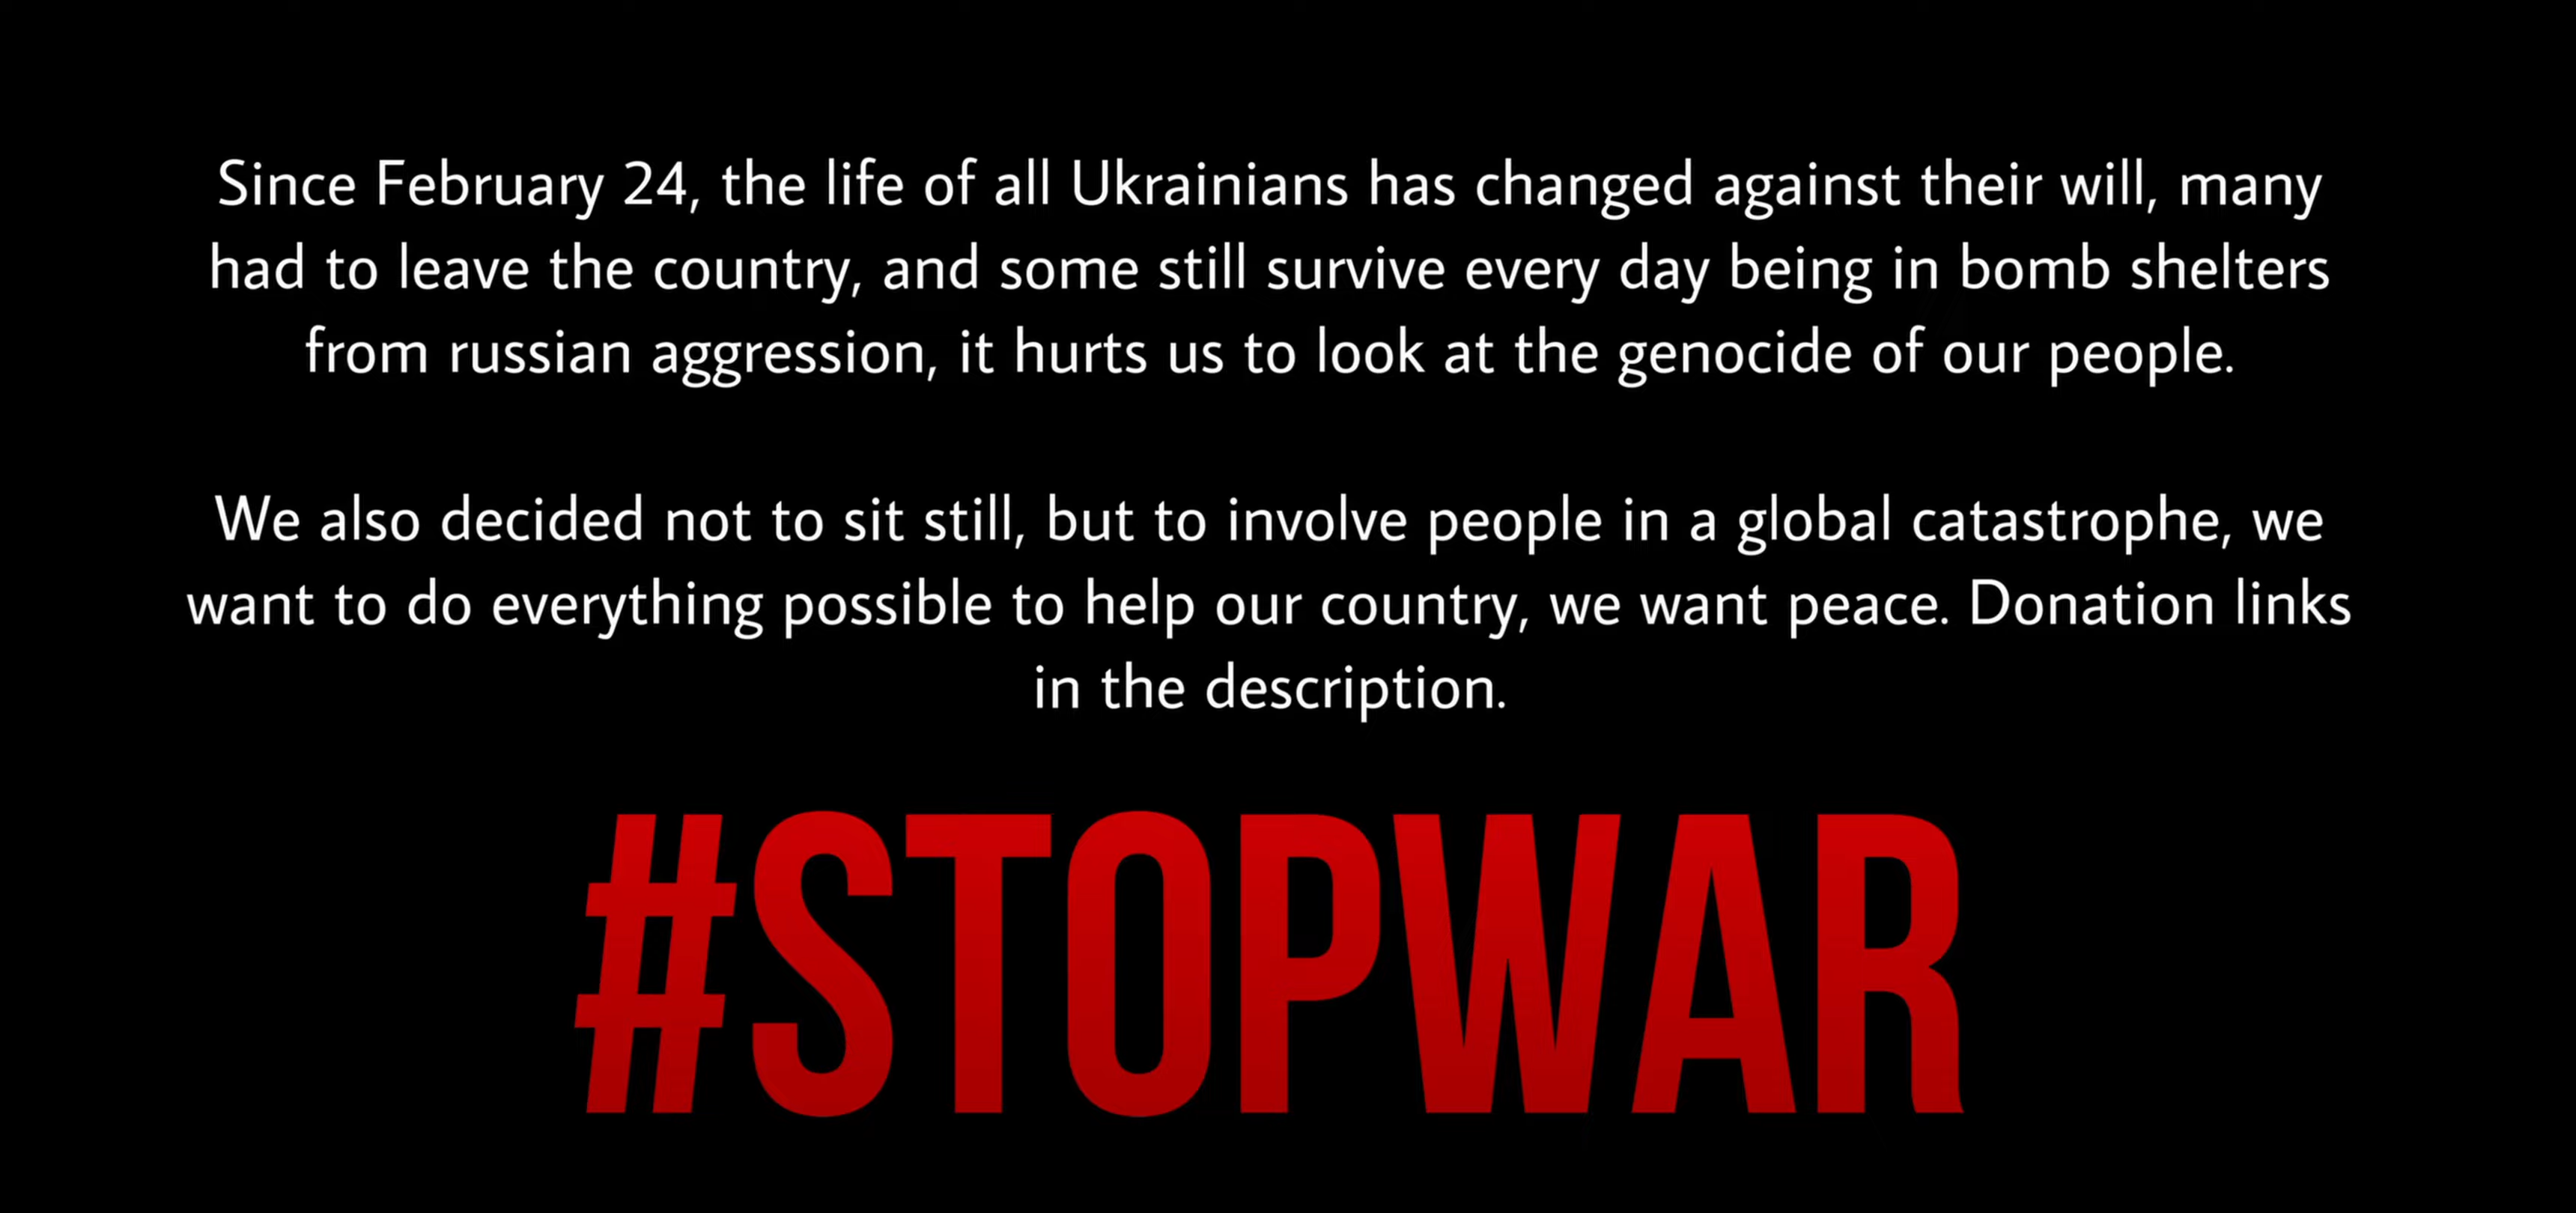 Since February 24, the life of all Ukrainians has changed against their will, many
had to leave the country, and some still survive every day being in bomb shelters
from russian aggression, it hurts us to look at the genocide of our people.
We also decided not to sit still, but to involve people in a global catastrophe, we
want to do everything possible to help our country, we want peace. Donation links
in the description.
#STOPWAR